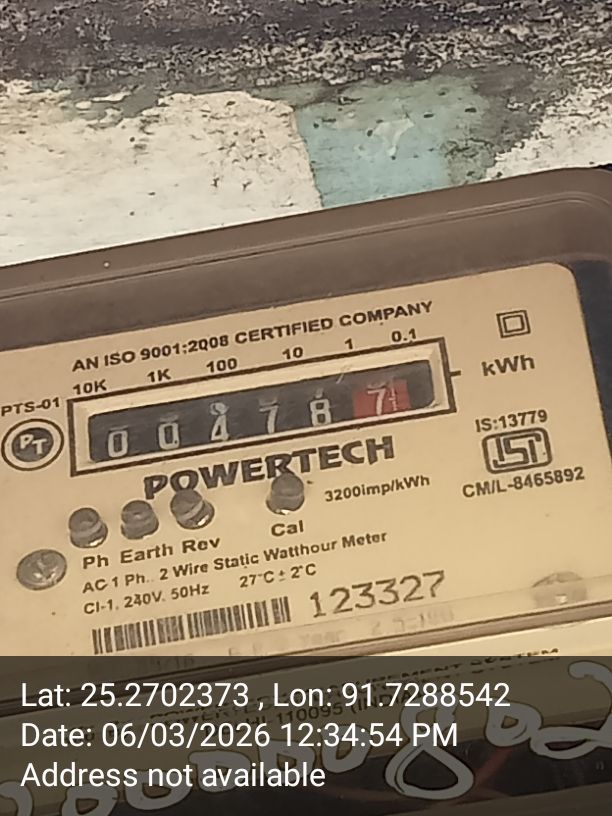 AN ISO 9001:2008 CERTIFIED COMPANY
10K 1K 100 10 1 0.1
PTS-01
kWh
0 0 4 7 8 7
PT
IS:13779
ISI
CM/L-8465892
POWERTECH
3200imp/kWh
Ph Earth Rev Cal
AC-1 Ph.. 2 Wire Static Watthour Meter
Cl-1. 240V. 50Hz 27°C ± 2°C
123327
Lat: 25.2702373 , Lon: 91.7288542
Date: 06/03/2026 12:34:54 PM
Address not available